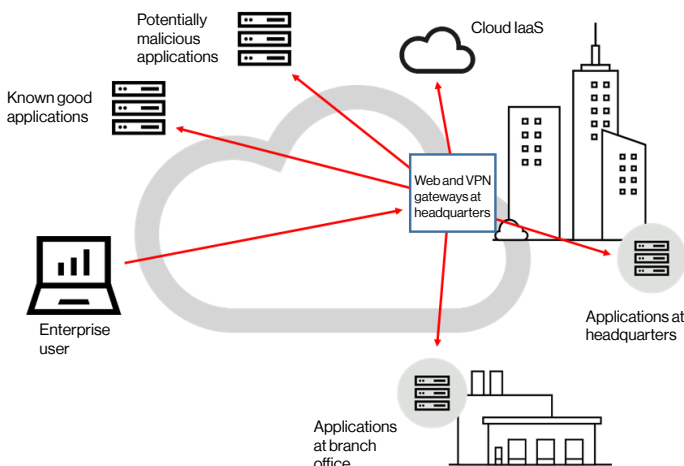 Potentially
malicious
applications
Cloud IaaS
Known good
applications
Web and VPN
gateways at
headquarters
Enterprise
user
Applications at
headquarters
Applications
at branch
office